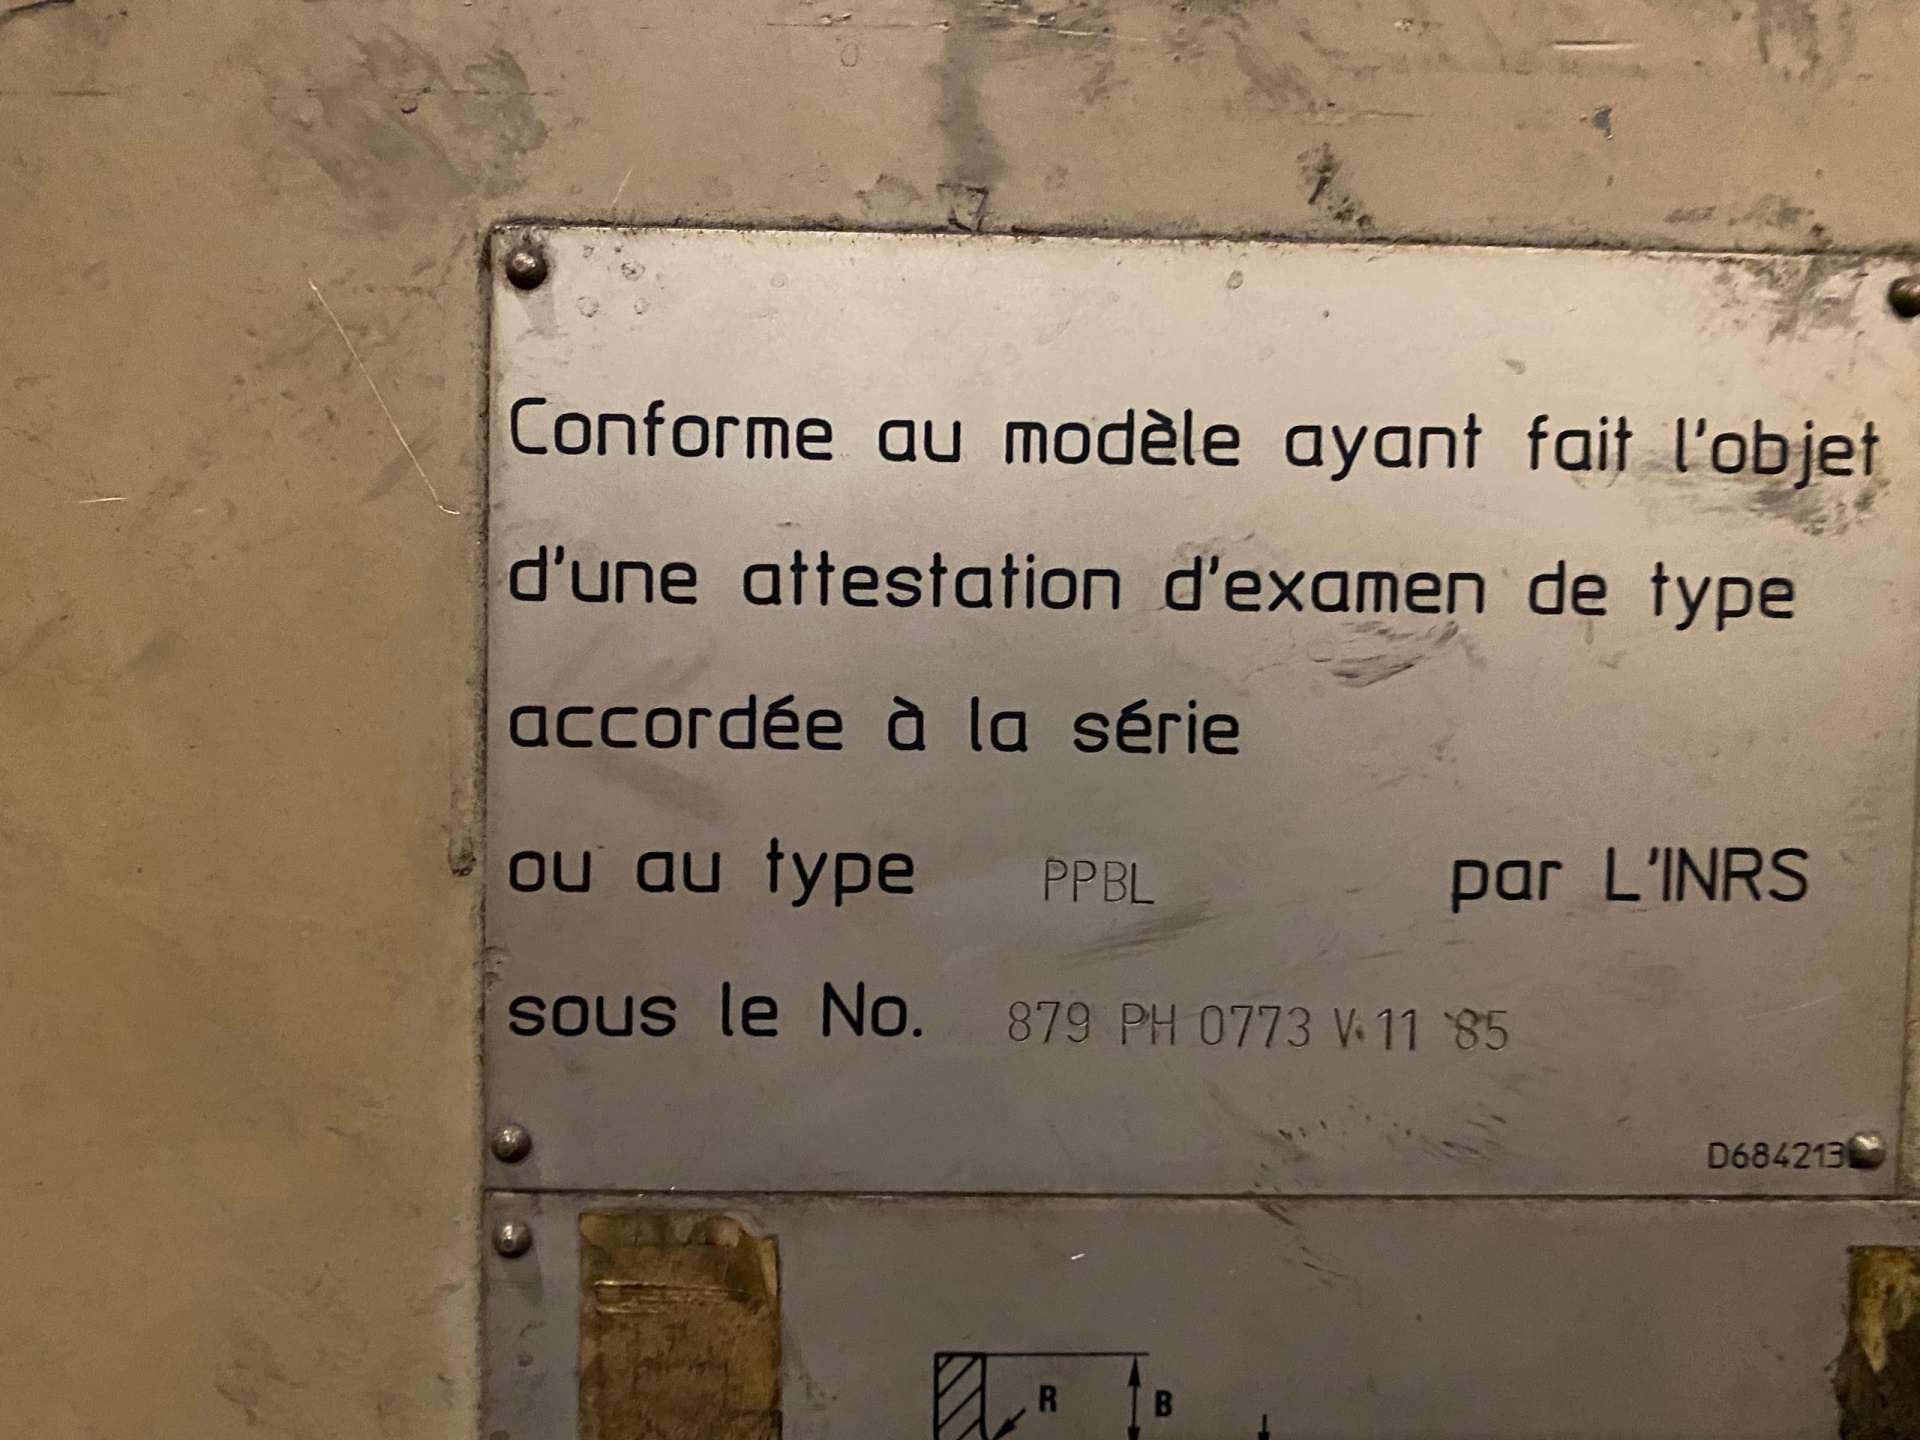 Conforme au modèle ayant fait l'objet
d'une attestation d'examen de type
accordée à la série
ou au type PPBL par L'INRS
sous le No. 879 PH 0773 V.11 '85
R B